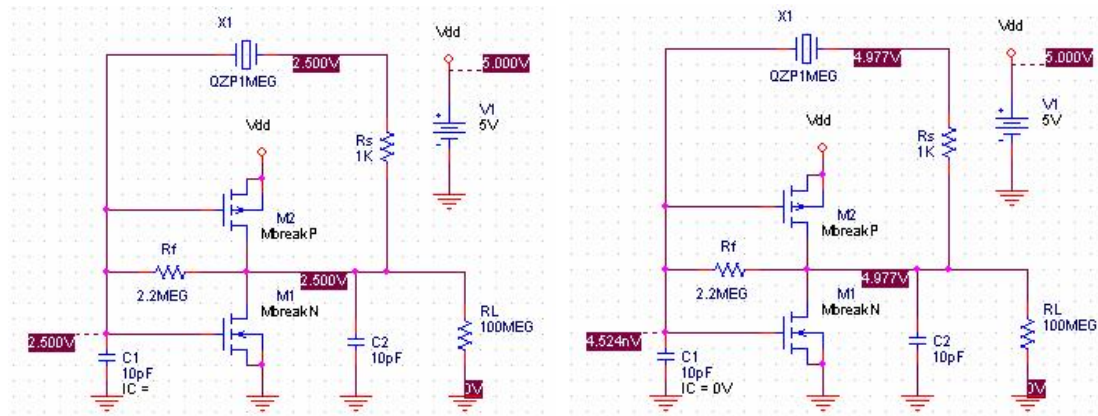 X1
Vdd
2.500V
5.000V
QZP1MEG
V1
5V
Vdd
Rs
1K
M2
MbreakP
Rf
2.500V
2.2MEG
M1
MbreakN
RL
100MEG
2.500V
C1
10pF
IC =
C2
10pF
0V
X1
Vdd
4.977V
5.000V
QZP1MEG
V1
5V
Vdd
Rs
1K
M2
MbreakP
Rf
4.977V
2.2MEG
M1
MbreakN
RL
100MEG
4.524nV
C1
10pF
IC = 0V
C2
10pF
0V